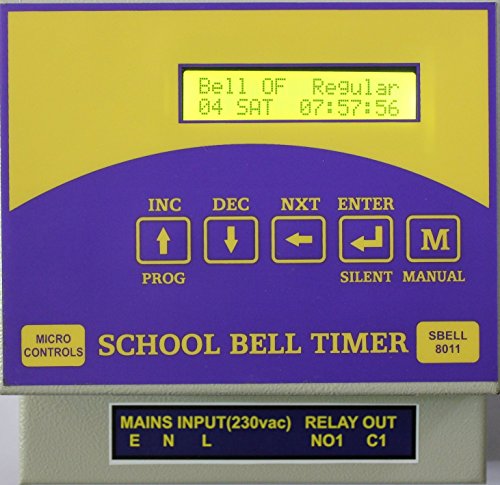 Bell OF Regular
04 SAT 07:57:56
INC DEC NXT ENTER
M
PROG SILENT MANUAL
MICRO CONTROLS
SCHOOL BELL TIMER
SBELL 8011
MAINS INPUT(230vac) RELAY OUT
E N L NO1 C1